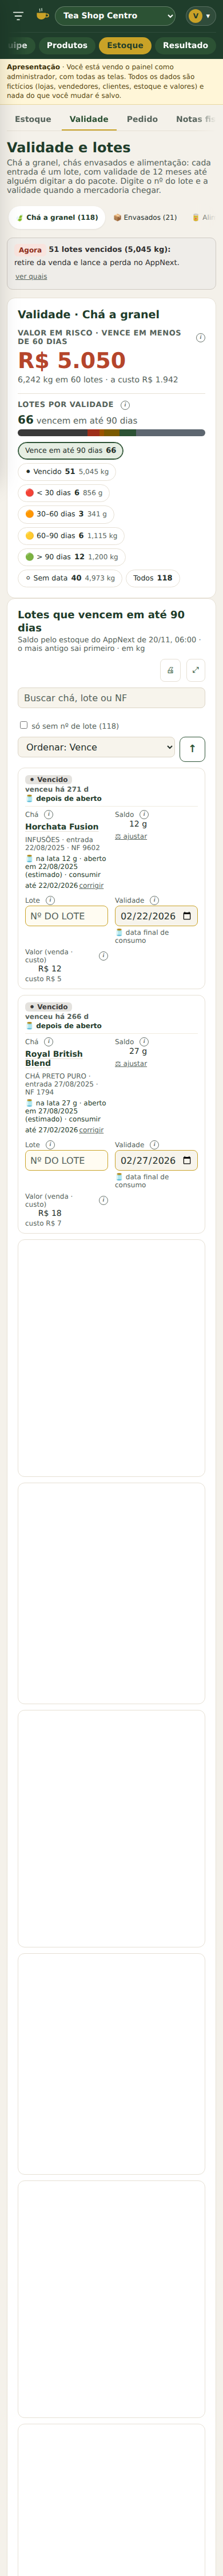 Tea Shop Centro
V
uipe Produtos Estoque Resultado
Apresentação · Você está vendo o painel como
administrador, com todas as telas. Todos os dados são
fictícios (lojas, vendedores, clientes, estoque e valores) e
nada do que você mudar é salvo.
Estoque Validade Pedido Notas fis
Validade e lotes
Chá a granel, chás envasados e alimentação: cada
entrada é um lote, com validade de 12 meses até
alguém digitar a do pacote. Digite o nº do lote e a
validade quando a mercadoria chegar.
Chá a granel (118) Envasados (21) Ali
Agora 51 lotes vencidos (5,045 kg):
retire da venda e lance a perda no AppNext.
ver quais
Validade · Chá a granel
VALOR EM RISCO · VENCE EM MENOS
DE 60 DIAS
R$ 5.050
6,242 kg em 60 lotes · a custo R$ 1.942
LOTES POR VALIDADE
66 vencem em até 90 dias
Vence em até 90 dias 66
Vencido 51 5,045 kg
< 30 dias 6 856 g
30–60 dias 3 341 g
60–90 dias 6 1,115 kg
> 90 dias 12 1,200 kg
Sem data 40 4,973 kg Todos 118
Lotes que vencem em até 90
dias
Saldo pelo estoque do AppNext de 20/11, 06:00 ·
o mais antigo sai primeiro · em kg
Buscar chá, lote ou NF
só sem nº de lote (118)
Ordenar: Vence ↑
Vencido
venceu há 271 d
depois de aberto
Chá Saldo
Horchata Fusion 12 g
INFUSÕES · entrada
22/08/2025 · NF 9602
ajustar
na lata 12 g · aberto
em 22/08/2025
(estimado) · consumir
até 22/02/2026 corrigir
Lote Validade
Nº DO LOTE 02/22/2026
data final de
consumo
Valor (venda ·
custo)
R$ 12
custo R$ 5
Vencido
venceu há 266 d
depois de aberto
Chá Saldo
Royal British
Blend
27 g
ajustar
CHÁ PRETO PURO ·
entrada 27/08/2025 ·
NF 1794
na lata 27 g · aberto
em 27/08/2025
(estimado) · consumir
até 27/02/2026 corrigir
Lote Validade
Nº DO LOTE 02/27/2026
data final de
consumo
Valor (venda ·
custo)
R$ 18
custo R$ 7